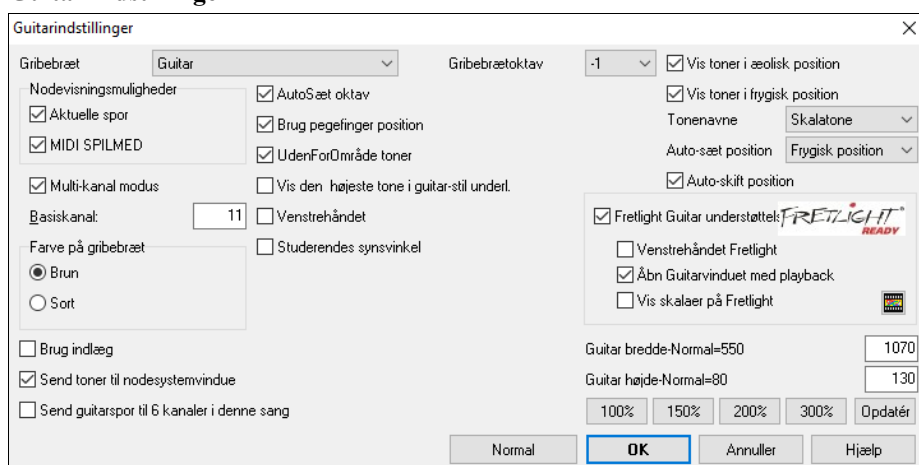 Guitarindstillinger
Gribebræt
Guitar
Gribebrætoktav
-1
Vis toner i æolisk position
Nodevisningsmuligheder
Aktuelle spor
MIDI SPILMED
AutoSæt oktav
Brug pegefinger position
UdenForOmråde toner
Vis toner i frygisk position
Tonenavne
Skalatone
Auto-sæt position
Frygisk position
Multi-kanal modus
Vis den højeste tone i guitar-stil underl.
Auto-skift position
Basiskanal:
11
Venstrehåndet
Fretlight Guitar understøttels
FRETLIGHT
READY
Farve på gribebræt
Studerendes synsvinkel
Brun
Sort
Venstrehåndet Fretlight
Åbn Guitarvinduet med playback
Vis skalaer på Fretlight
Brug indlæg
Guitar bredde-Normal=550
1070
Send toner til nodesystemvindue
Guitar højde-Normal=80
130
Send guitarspor til 6 kanaler i denne sang
100%
150%
200%
300%
Opdatér
Normal
OK
Annuller
Hjælp